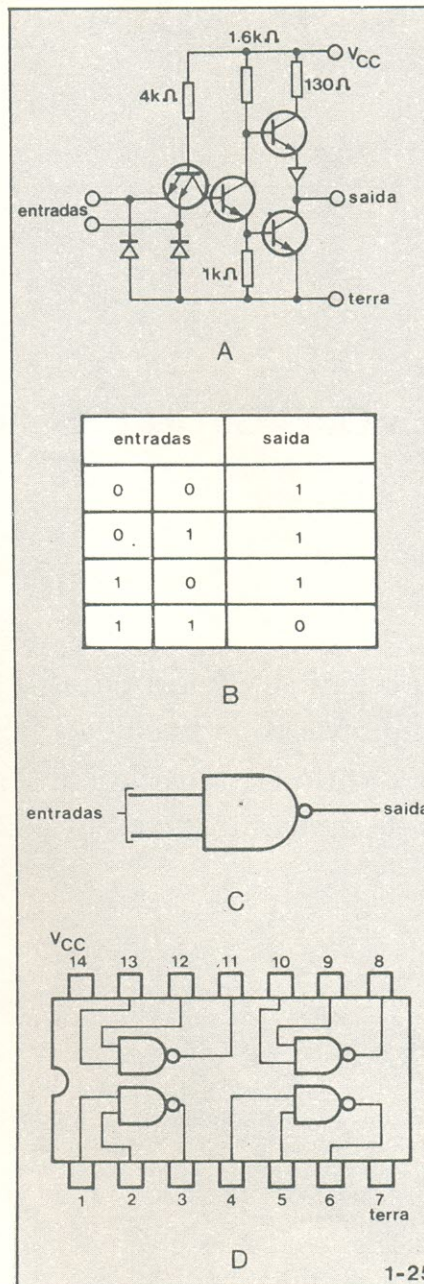 1.6kΩ
VCC
4kΩ
130Ω
entradas
saida
1kΩ
terra
A
entradas saida
0 0 1
0 1 1
1 0 1
1 1 0
B
entradas saida
C
VCC
14 13 12 11 10 9 8
1 2 3 4 5 6 7
terra
D
1-25